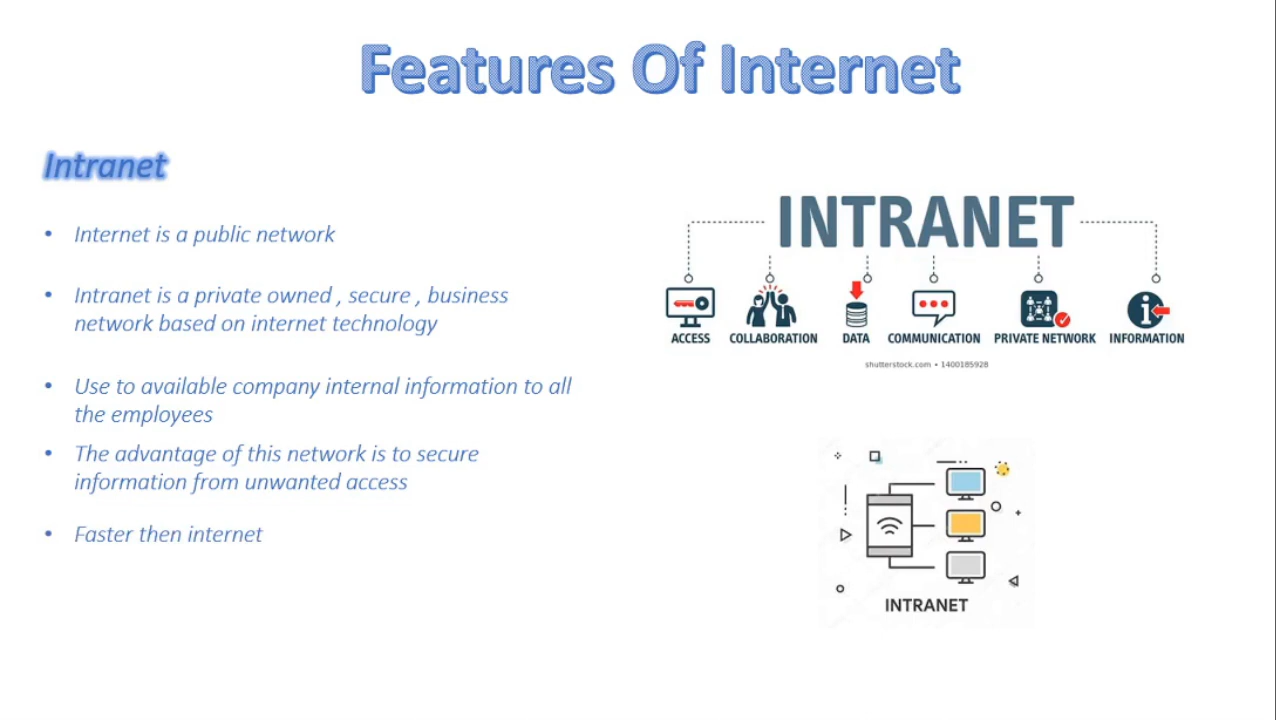 Features Of Internet
Intranet
• Internet is a public network
• Intranet is a private owned , secure , business
network based on internet technology
• Use to available company internal information to all
the employees
• The advantage of this network is to secure
information from unwanted access
• Faster then internet
INTRANET
ACCESS COLLABORATION DATA COMMUNICATION PRIVATE NETWORK INFORMATION
shutterstock.com • 1400185928
INTRANET